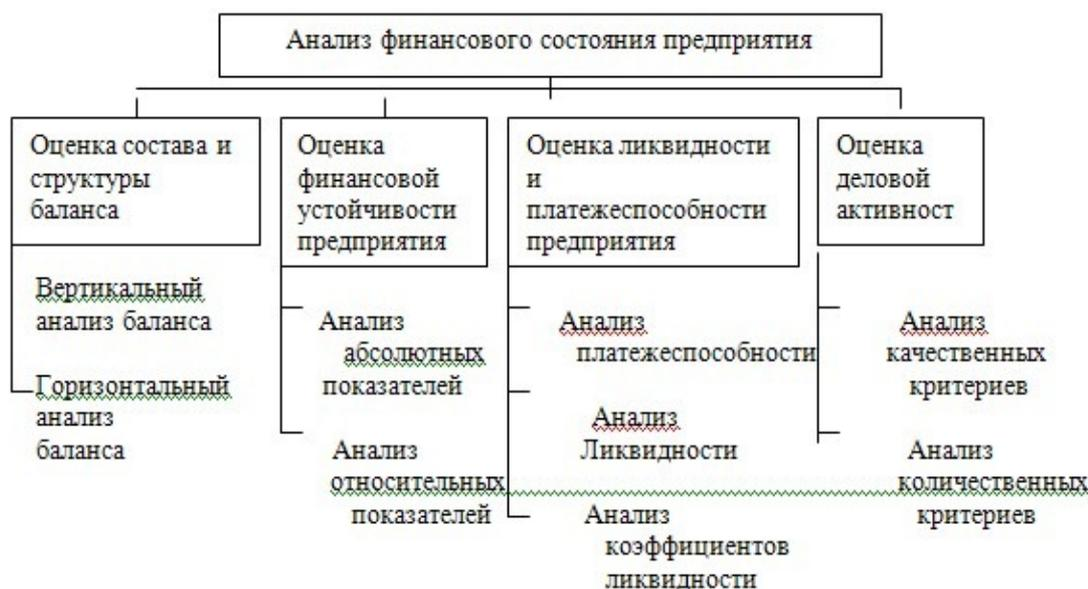 Анализ финансового состояния предприятия
Оценка состава и
структуры
баланса
Оценка
финансовой
устойчивости
предприятия
Оценка ликвидности
и
платежеспособности
предприятия
Оценка
деловой
активност
Вертикальный
анализ баланса
Горизонтальный
анализ
баланса
Анализ
абсолютных
показателей
Анализ
относительных
показателей
Анализ
платежеспособности
Анализ
Ликвидности
Анализ
коэффициентов
ликвидности
Анализ
качественных
критериев
Анализ
количественных
критериев